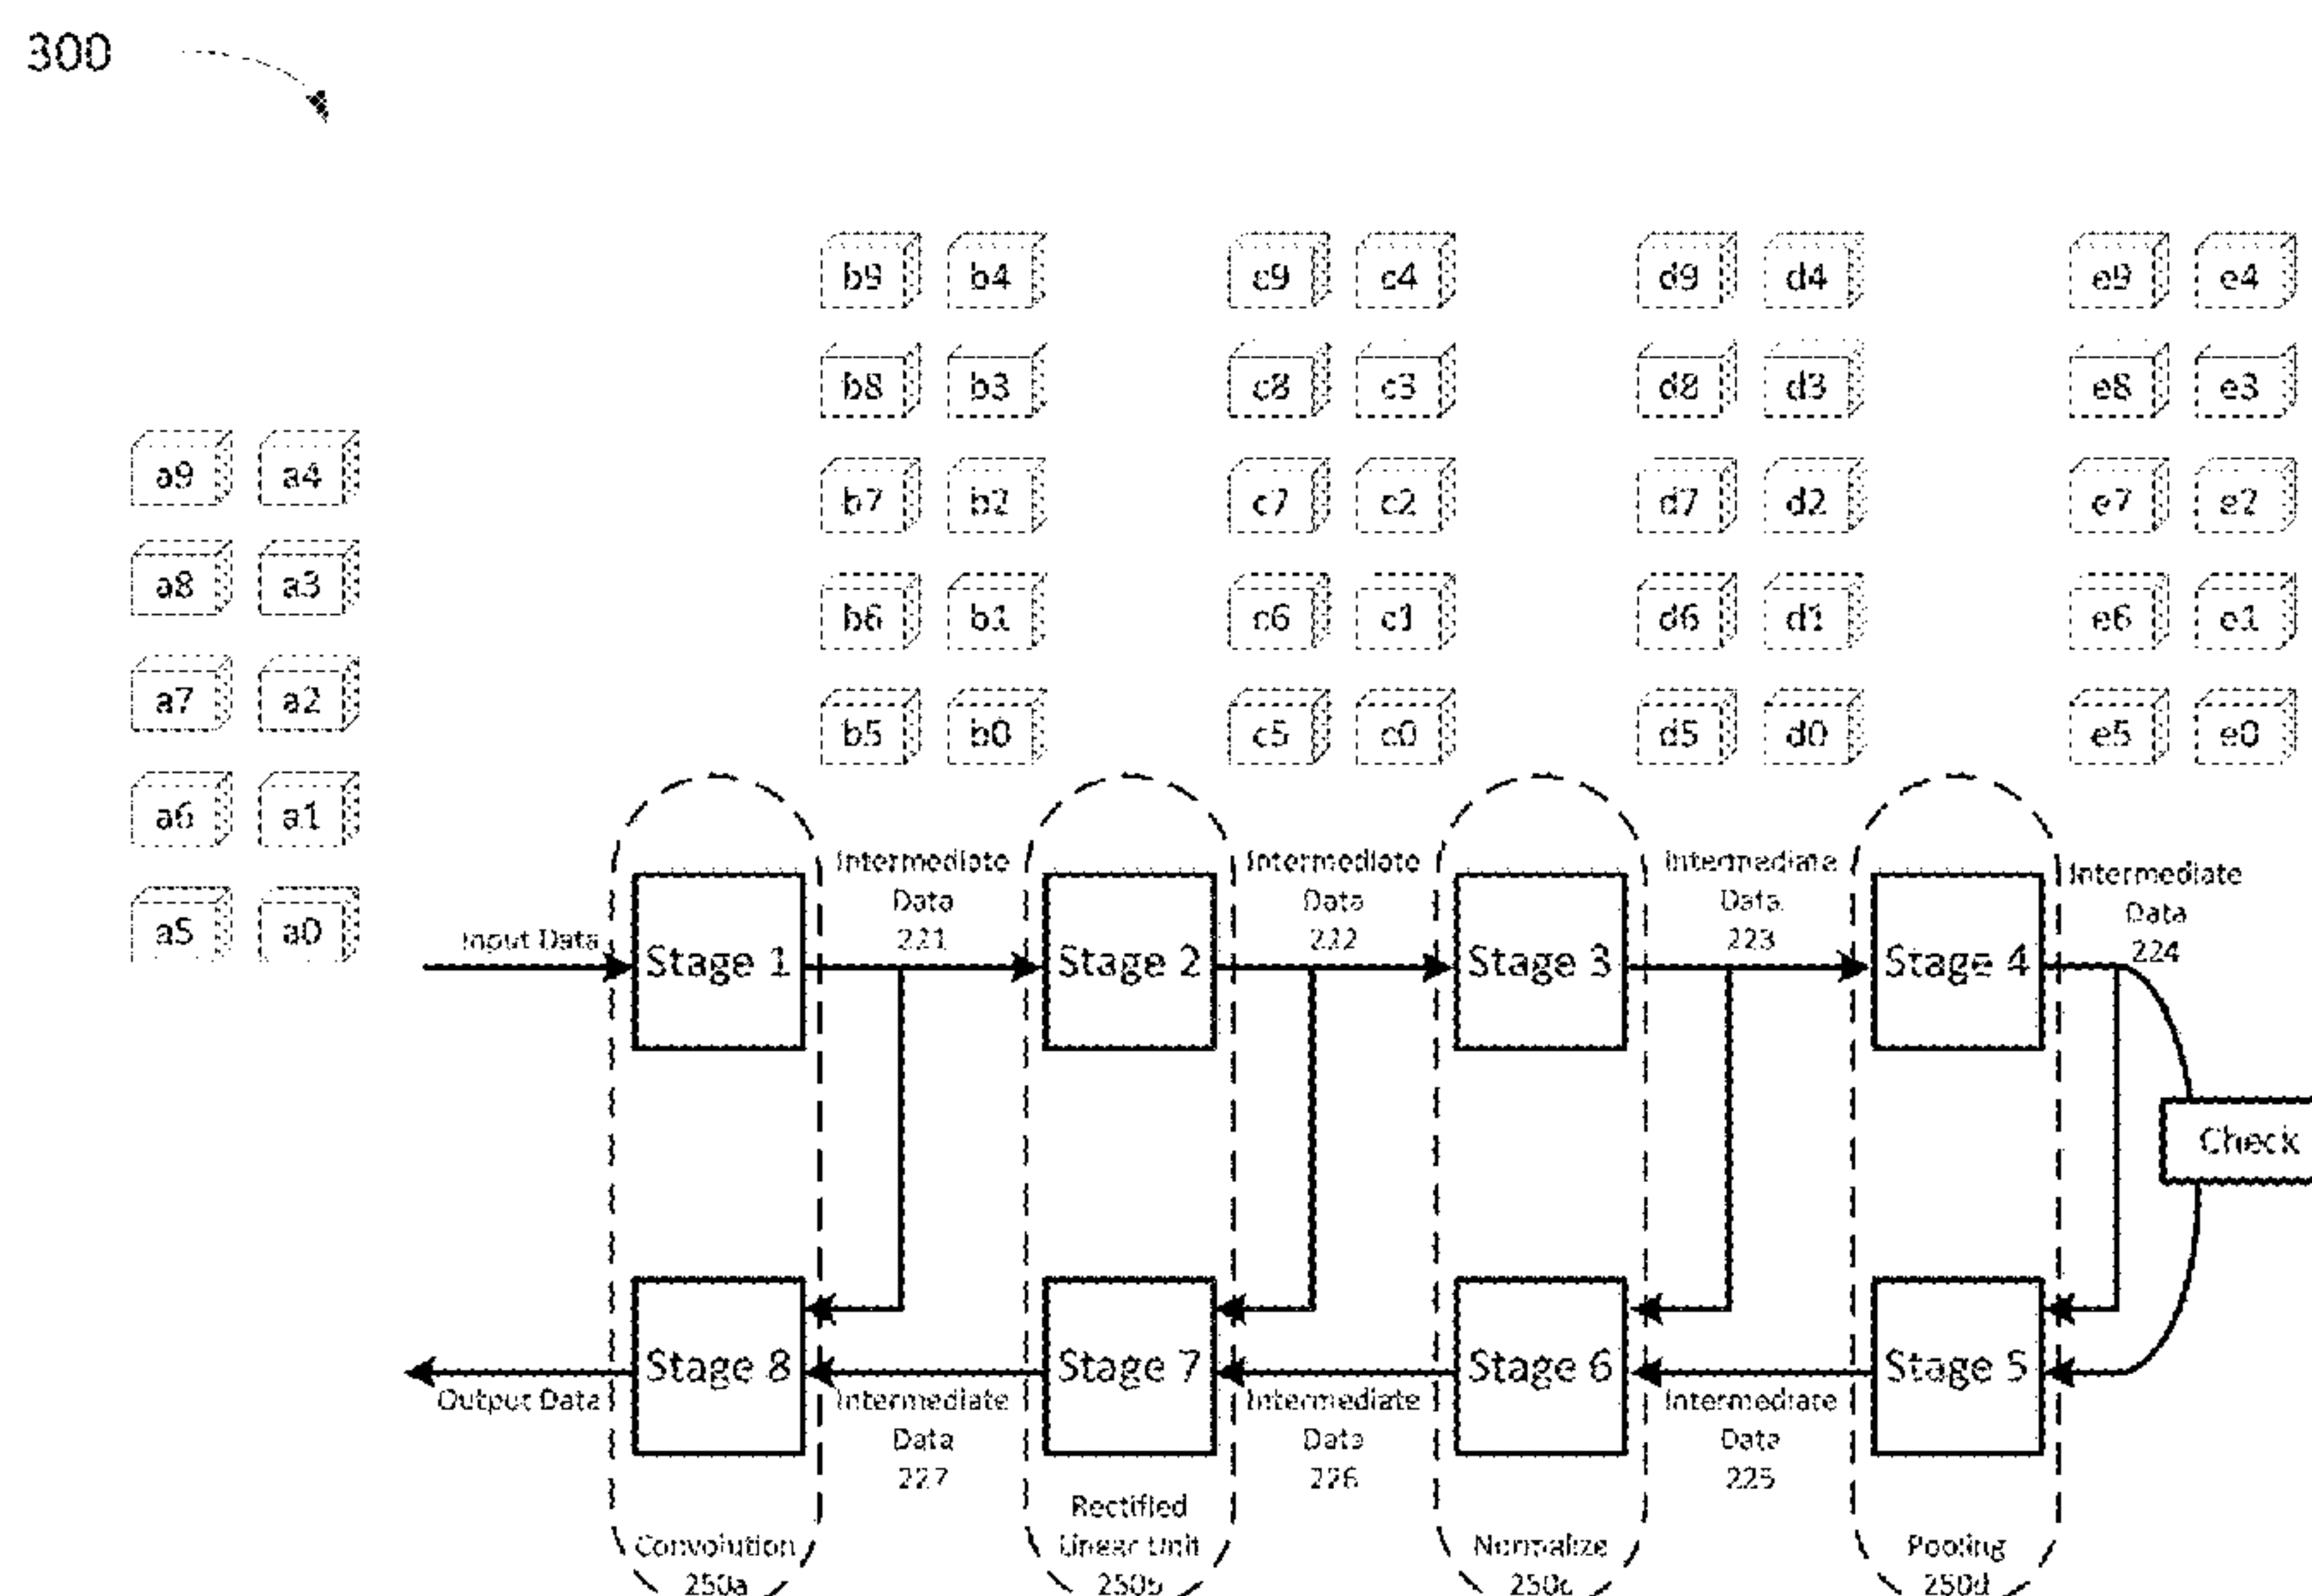 300
b9 b4 c9 c4 d9 d4 e9 e4
b8 b3 c8 c3 d8 d3 e8 e3
a9 a4
b7 b2 c7 c2 d7 d2 e7 e2
a8 a3
b6 b1 c6 c1 d6 d1 e6 e1
a7 a2
b5 b0 c5 c0 d5 d0 e5 e0
a6 a1
a5 a0
Input Data
Stage 1
Intermediate
Data
221
Stage 2
Intermediate
Data
222
Stage 3
Intermediate
Data
223
Stage 4
Intermediate
Data
224
Check
Stage 5
Intermediate
Data
225
Stage 6
Intermediate
Data
226
Stage 7
Intermediate
Data
227
Stage 8
Output Data
Convolution
250a
Rectified
Linear Unit
250b
Normalize
250c
Pooling
250d